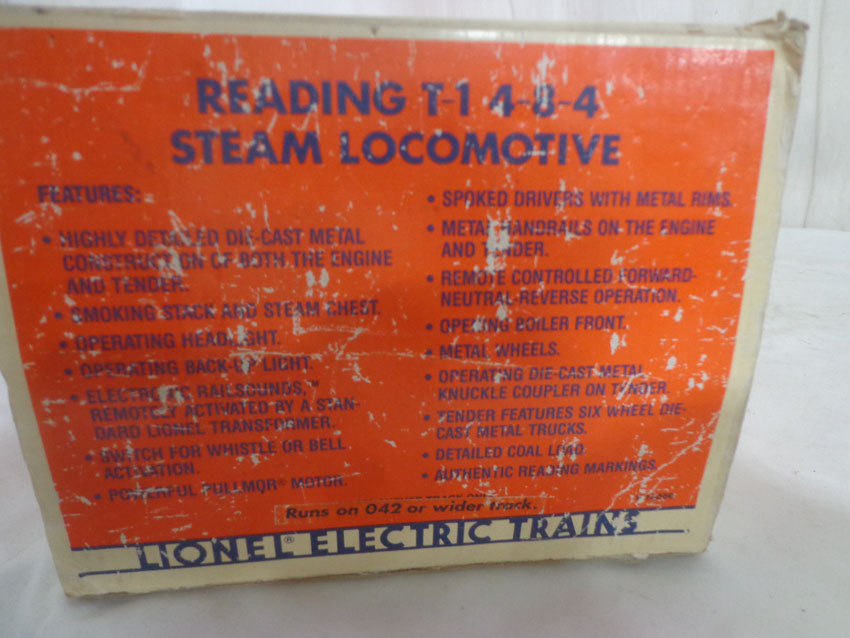 READING T-1 4-8-4
STEAM LOCOMOTIVE
FEATURES:
• HIGHLY DETAILED DIE-CAST METAL
CONSTRUCTION OF BOTH THE ENGINE
AND TENDER.
• SMOKING STACK AND STEAM CHEST.
• OPERATING HEADLIGHT.
• OPERATING BACK-UP LIGHT.
• ELECTRONIC RAILSOUNDS,™
REMOTELY ACTIVATED BY A STAN-
DARD LIONEL TRANSFORMER.
• SWITCH FOR WHISTLE OR BELL
ACTIVATION.
• POWERFUL PULLMOR® MOTOR.
• SPOKED DRIVERS WITH METAL RIMS.
• METAL HANDRAILS ON THE ENGINE
AND TENDER.
• REMOTE CONTROLLED FORWARD-
NEUTRAL-REVERSE OPERATION.
• OPENING BOILER FRONT.
• METAL WHEELS.
• OPERATING DIE-CAST METAL
KNUCKLE COUPLER ON TENDER.
• TENDER FEATURES SIX WHEEL DIE-
CAST METAL TRUCKS.
• DETAILED COAL LOAD.
• AUTHENTIC READING MARKINGS.
TRACK ONLY
Runs on 042 or wider track.
LIONEL® ELECTRIC TRAINS